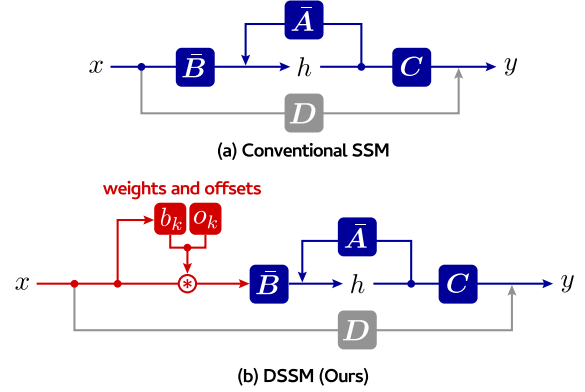 Ā
x B̄ h C y
D
(a) Conventional SSM
weights and offsets
b_k o_k
Ā
x * B̄ h C y
D
(b) DSSM (Ours)